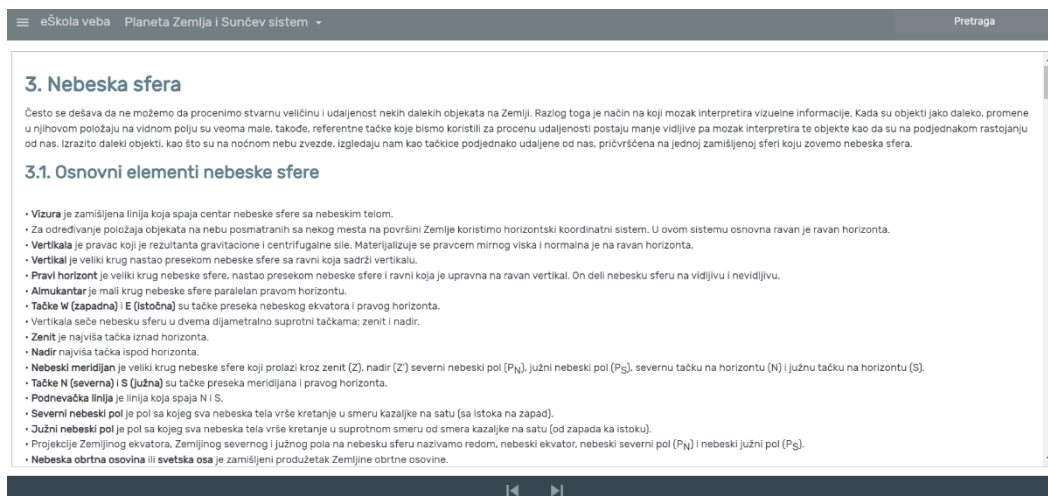 eŠkola veba Planeta Zemlja i Sunčev sistem Pretraga
3. Nebeska sfera
Često se dešava da ne možemo da procenimo stvarnu veličinu i udaljenost nekih dalekih objekata na Zemlji. Razlog toga je način na koji mozak interpretira vizuelne informacije. Kada su objekti jako daleko, promene
u njihovom položaju na vidnom polju su veoma male, takođe, referentne tačke koje bismo koristili za procenu udaljenosti postaju manje vidljive pa mozak interpretira te objekte kao da su na podjednakom rastojanju
od nas. Izrazito daleki objekti, kao što su na noćnom nebu zvezde, izgledaju nam kao tačkice podjednako udaljene od nas, pričvršćena na jednoj zamišljenoj sferi koju zovemo nebeska sfera.
3.1. Osnovni elementi nebeske sfere
• Vizura je zamišljena linija koja spaja centar nebeske sfere sa nebeskim telom.
• Za određivanje položaja objekata na nebu posmatranih sa nekog mesta na površini Zemlje koristimo horizontski koordinatni sistem. U ovom sistemu osnovna ravan je ravan horizonta.
• Vertikala je pravac koji je rezultanta gravitacione i centrifugalne sile. Materijalizuje se pravcem mirnog viska i normalna je na ravan horizonta.
• Vertikal je veliki krug nastao presekom nebeske sfere sa ravni koja sadrži vertikalu.
• Pravi horizont je veliki krug nebeske sfere, nastao presekom nebeske sfere i ravni koja je upravna na ravan vertikal. On deli nebesku sferu na vidljivu i nevidljivu.
• Almukantar je mali krug nebeske sfere paralelan pravom horizontu.
• Tačke W (zapadna) i E (istočna) su tačke preseka nebeskog ekvatora i pravog horizonta.
• Vertikala seče nebesku sferu u dvema dijametralno suprotni tačkama: zenit i nadir.
• Zenit je najviša tačka iznad horizonta.
• Nadir najviša tačka ispod horizonta.
• Nebeski meridijan je veliki krug nebeske sfere koji prolazi kroz zenit (Z), nadir (Z') severni nebeski pol (PN), južni nebeski pol (PS), severnu tačku na horizontu (N) i južnu tačku na horizontu (S).
• Tačke N (severna) i S (južna) su tačke preseka meridijana i pravog horizonta.
• Podnevačka linija je linija koja spaja N i S.
• Severni nebeski pol je pol sa kojeg sva nebeska tela vrše kretanje u smeru kazaljke na satu (sa istoka na zapad).
• Južni nebeski pol je pol sa kojeg sva nebeska tela vrše kretanje u suprotnom smeru od smera kazaljke na satu (od zapada ka istoku).
• Projekcije Zemljinog ekvatora, Zemljinog severnog i južnog pola na nebesku sferu nazivamo redom, nebeski ekvator, nebeski severni pol (PN) i nebeski južni pol (PS).
• Nebeska obrtna osovina ili svetska osa je zamišljeni produžetak Zemljine obrtne osovine.